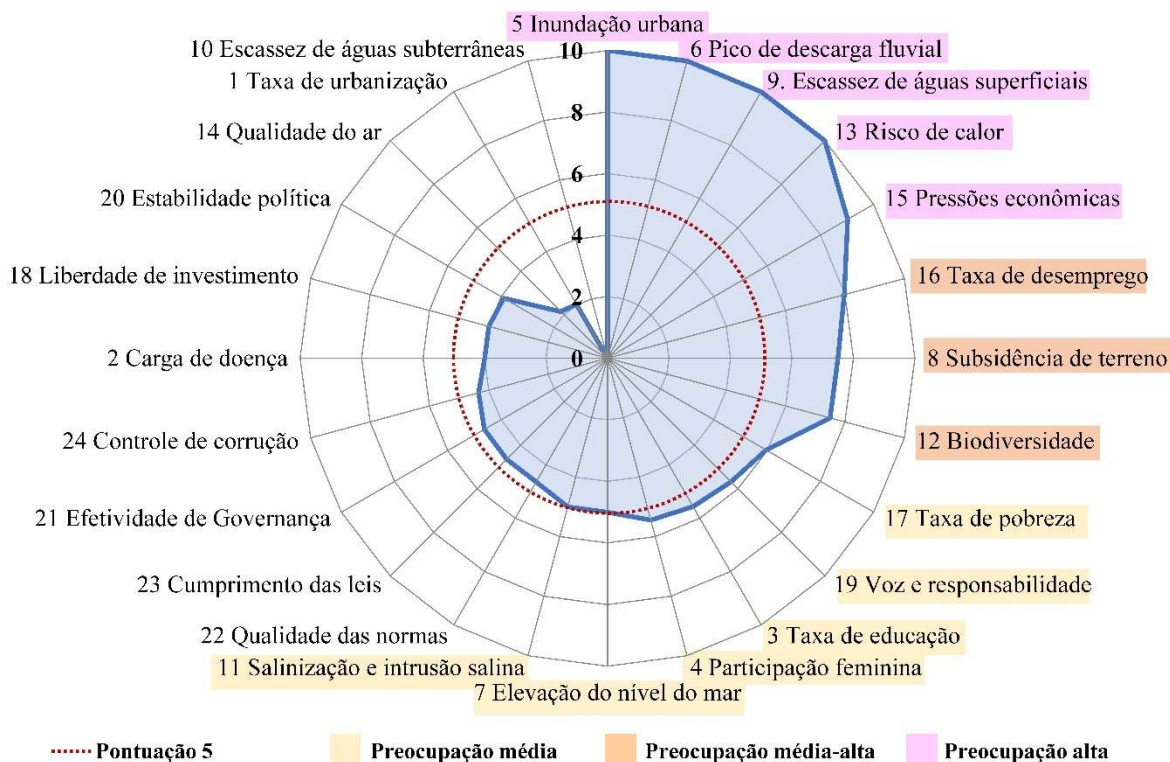 5 Inundação urbana
10 Escassez de águas subterrâneas
10
6 Pico de descarga fluvial
1 Taxa de urbanização
9. Escassez de águas superficiais
14 Qualidade do ar
8
13 Risco de calor
20 Estabilidade política
6
15 Pressões econômicas
18 Liberdade de investimento
4
16 Taxa de desemprego
2
2 Carga de doença
0
8 Subsidência de terreno
24 Controle de corrução
12 Biodiversidade
21 Efetividade de Governança
17 Taxa de pobreza
23 Cumprimento das leis
19 Voz e responsabilidade
22 Qualidade das normas
3 Taxa de educação
11 Salinização e intrusão salina
4 Participação feminina
7 Elevação do nível do mar
Pontuação 5
Preocupação média
Preocupação média-alta
Preocupação alta